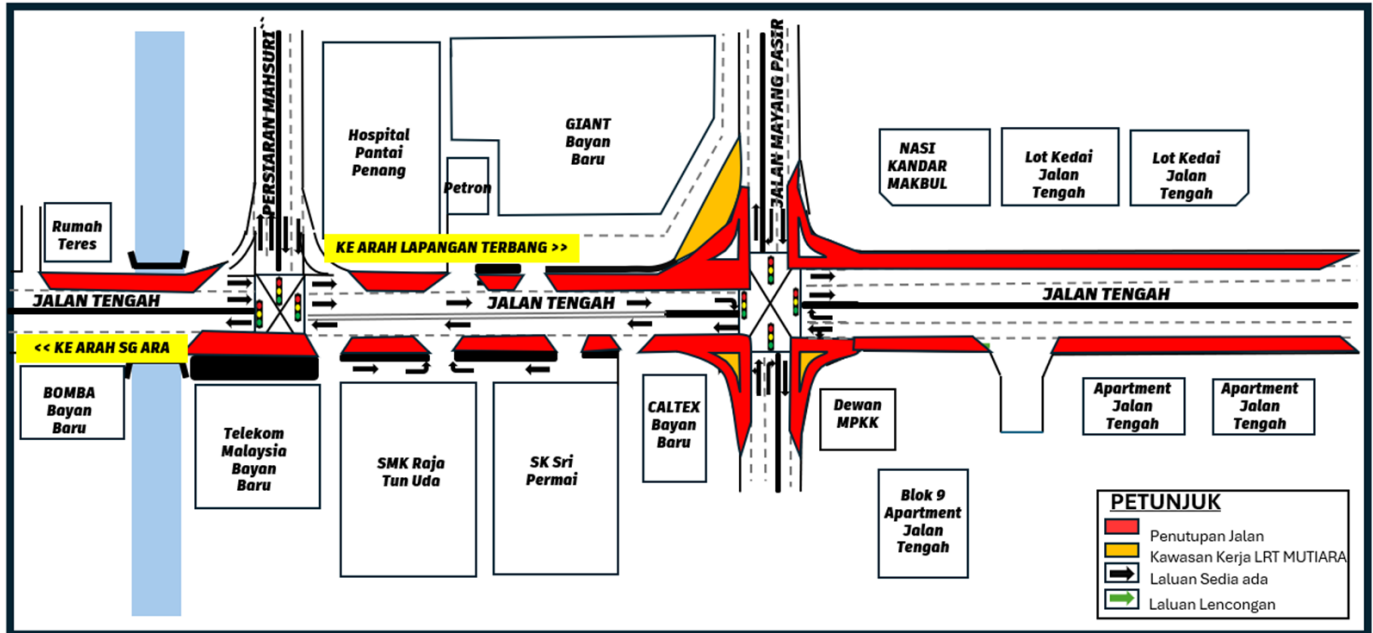 PERSIARAN MAHSURI
JALAN MAYANG PASIR
Hospital
Pantai
Penang
Petron
GIANT
Bayan
Baru
NASI
KANDAR
MAKBUL
Lot Kedai
Jalan
Tengah
Lot Kedai
Jalan
Tengah
Rumah
Teres
KE ARAH LAPANGAN TERBANG >>
JALAN TENGAH
JALAN TENGAH
JALAN TENGAH
<< KE ARAH SG ARA
BOMBA
Bayan
Baru
Telekom
Malaysia
Bayan
Baru
SMK Raja
Tun Uda
SK Sri
Permai
CALTEX
Bayan
Baru
Dewan
MPKK
Apartment
Jalan
Tengah
Apartment
Jalan
Tengah
Blok 9
Apartment
Jalan
Tengah
PETUNJUK
Penutupan Jalan
Kawasan Kerja LRT MUTIARA
Laluan Sedia ada
Laluan Lencongan